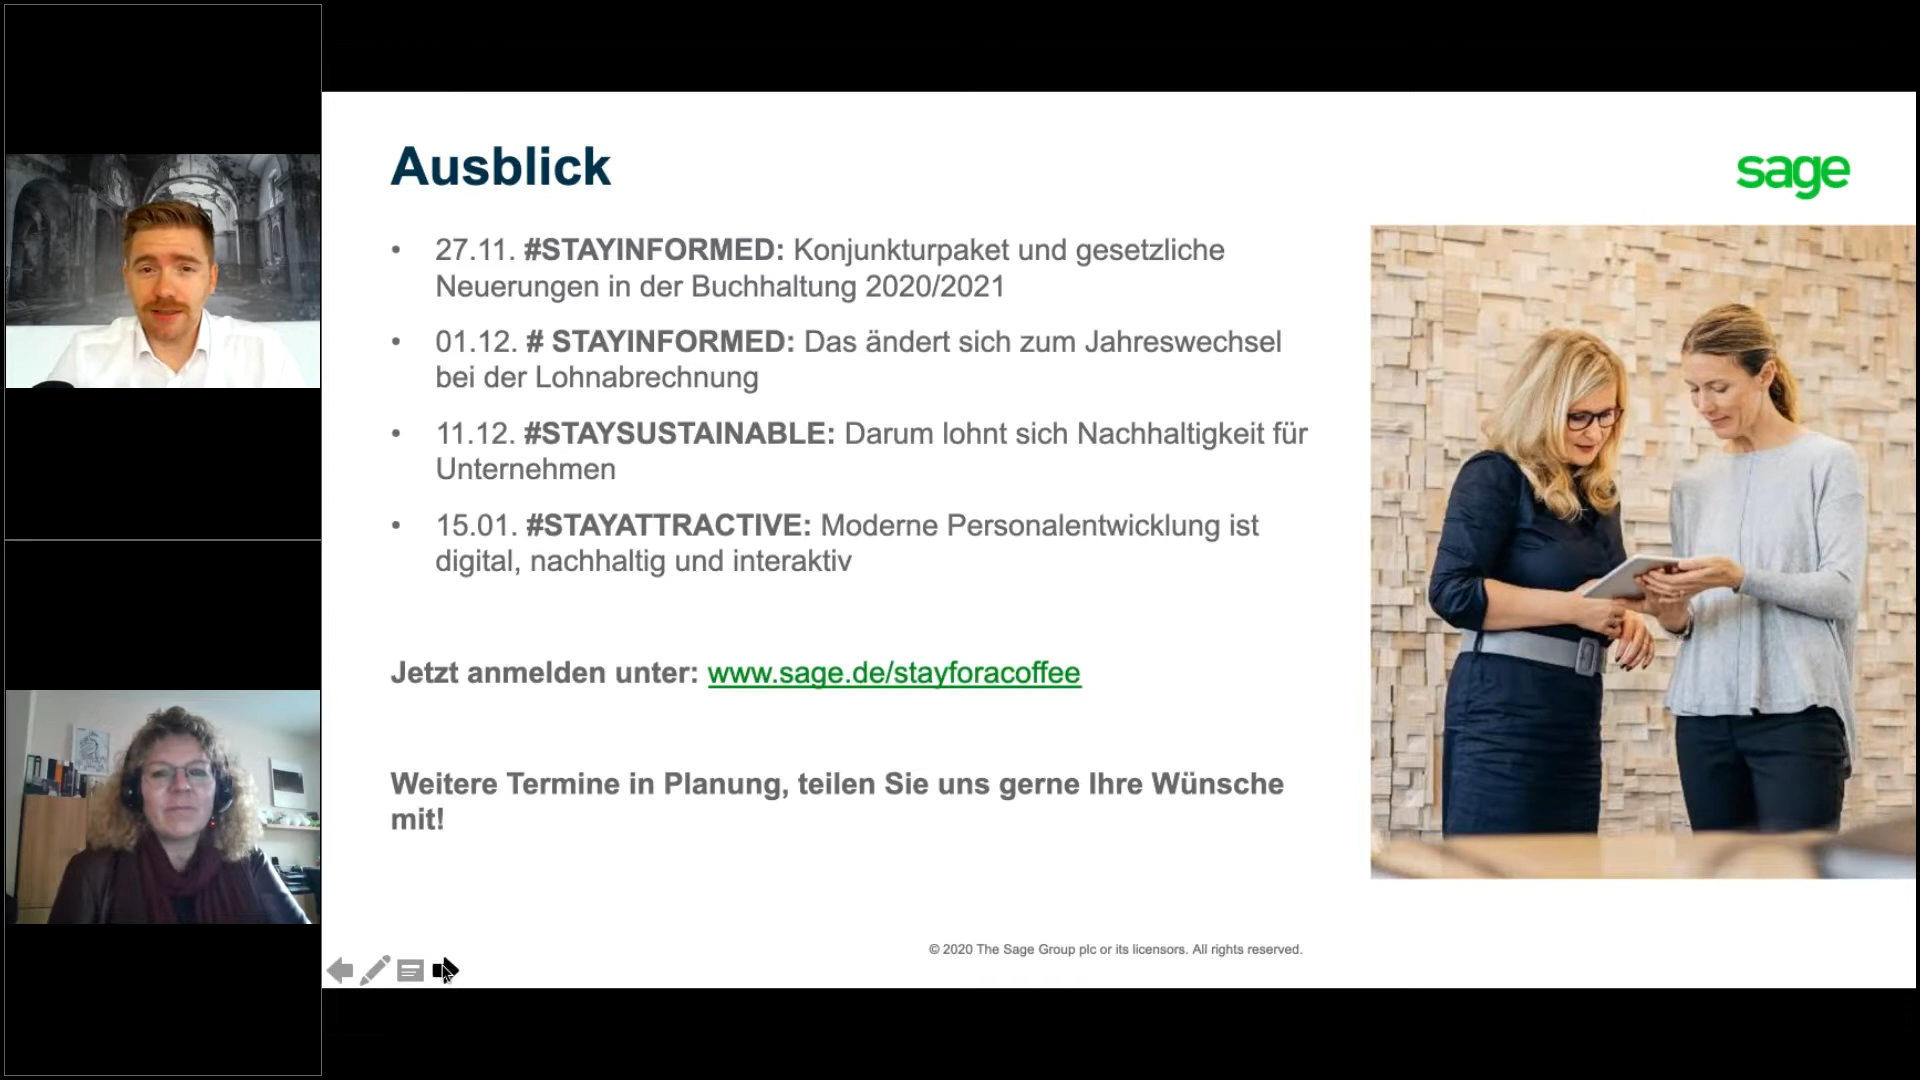 Ausblick
sage
• 27.11. #STAYINFORMED: Konjunkturpaket und gesetzliche
Neuerungen in der Buchhaltung 2020/2021
• 01.12. # STAYINFORMED: Das ändert sich zum Jahreswechsel
bei der Lohnabrechnung
• 11.12. #STAYSUSTAINABLE: Darum lohnt sich Nachhaltigkeit für
Unternehmen
• 15.01. #STAYATTRACTIVE: Moderne Personalentwicklung ist
digital, nachhaltig und interaktiv
Jetzt anmelden unter: www.sage.de/stayforacoffee
Weitere Termine in Planung, teilen Sie uns gerne Ihre Wünsche
mit!
© 2020 The Sage Group plc or its licensors. All rights reserved.